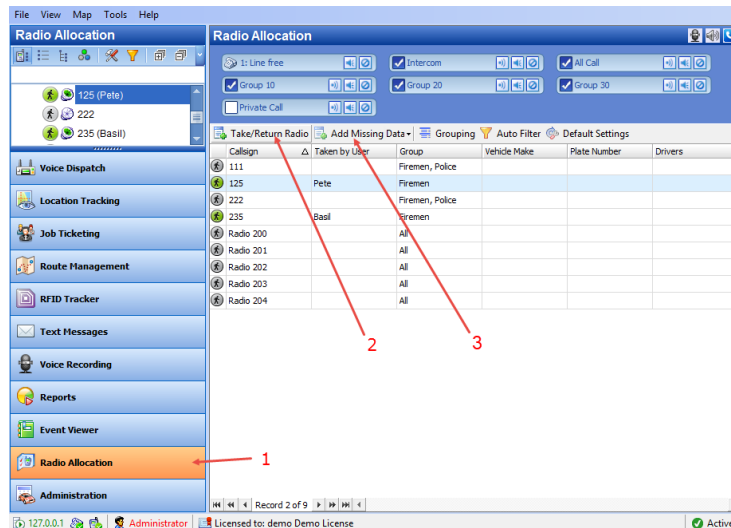 File View Map Tools Help
Radio Allocation
125 (Pete)
222
235 (Basil)
Voice Dispatch
Location Tracking
Job Ticketing
Route Management
RFID Tracker
Text Messages
Voice Recording
Reports
Event Viewer
Radio Allocation
Administration
Radio Allocation
1: Line free Intercom All Call
Group 10 Group 20 Group 30
Private Call
Take/Return Radio Add Missing Data Grouping Auto Filter Default Settings
Callsign Taken by User Group Vehicle Make Plate Number Drivers
111 Firemen, Police
125 Pete Firemen
222 Firemen, Police
235 Basil Firemen
Radio 200 All
Radio 201 All
Radio 202 All
Radio 203 All
Radio 204 All
2 3
1
Record 2 of 9
127.0.0.1 Administrator Licensed to: demo Demo License Active